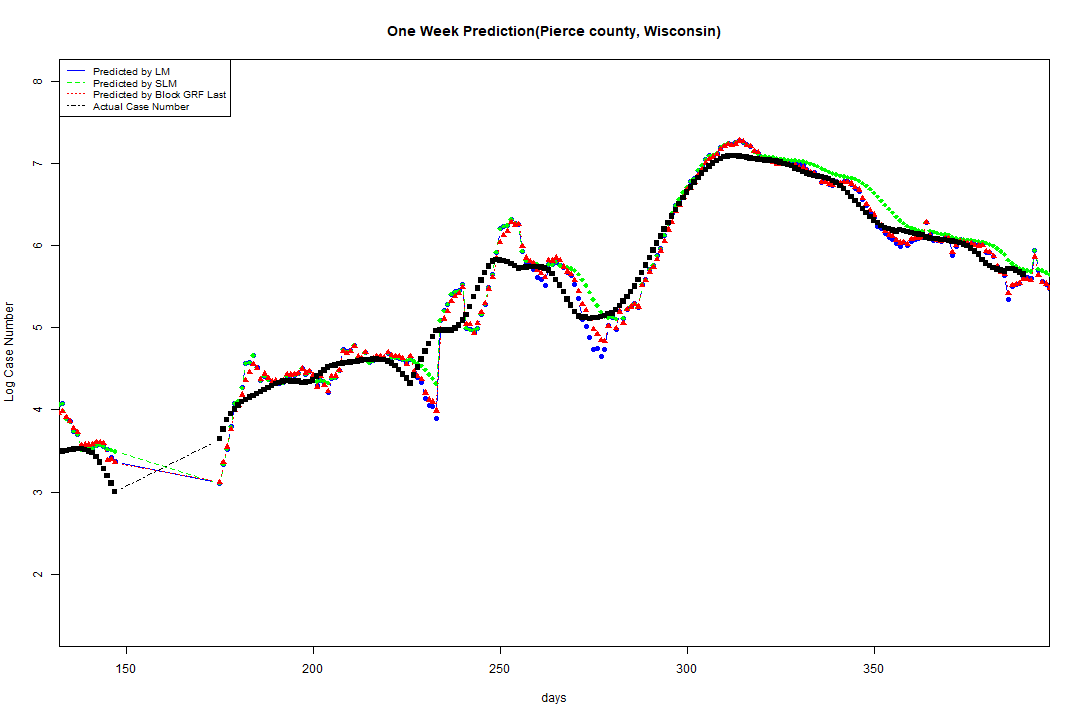 One Week Prediction(Pierce county, Wisconsin)
Predicted by LM
Predicted by SLM
Predicted by Block GRF Last
Actual Case Number
8
7
6
5
4
3
2
Log Case Number
150 200 250 300 350
days